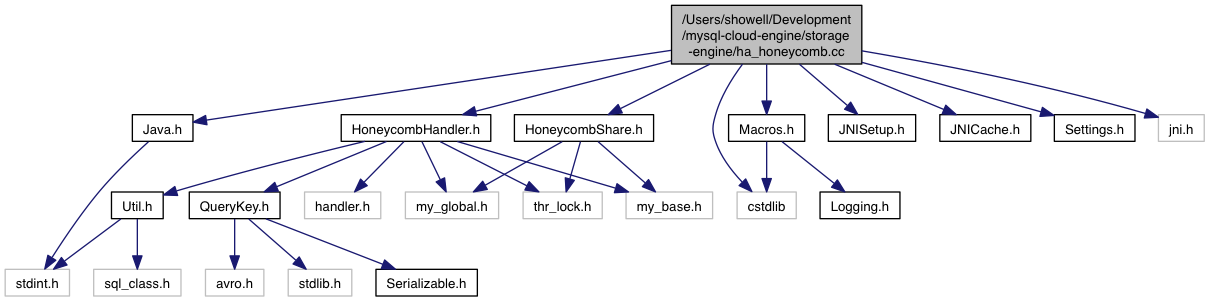 /Users/showell/Development
/mysql-cloud-engine/storage
-engine/ha_honeycomb.cc
Java.h
HoneycombHandler.h
HoneycombShare.h
Macros.h
JNISetup.h
JNICache.h
Settings.h
jni.h
Util.h
QueryKey.h
handler.h
my_global.h
thr_lock.h
my_base.h
cstdlib
Logging.h
stdint.h
sql_class.h
avro.h
stdlib.h
Serializable.h